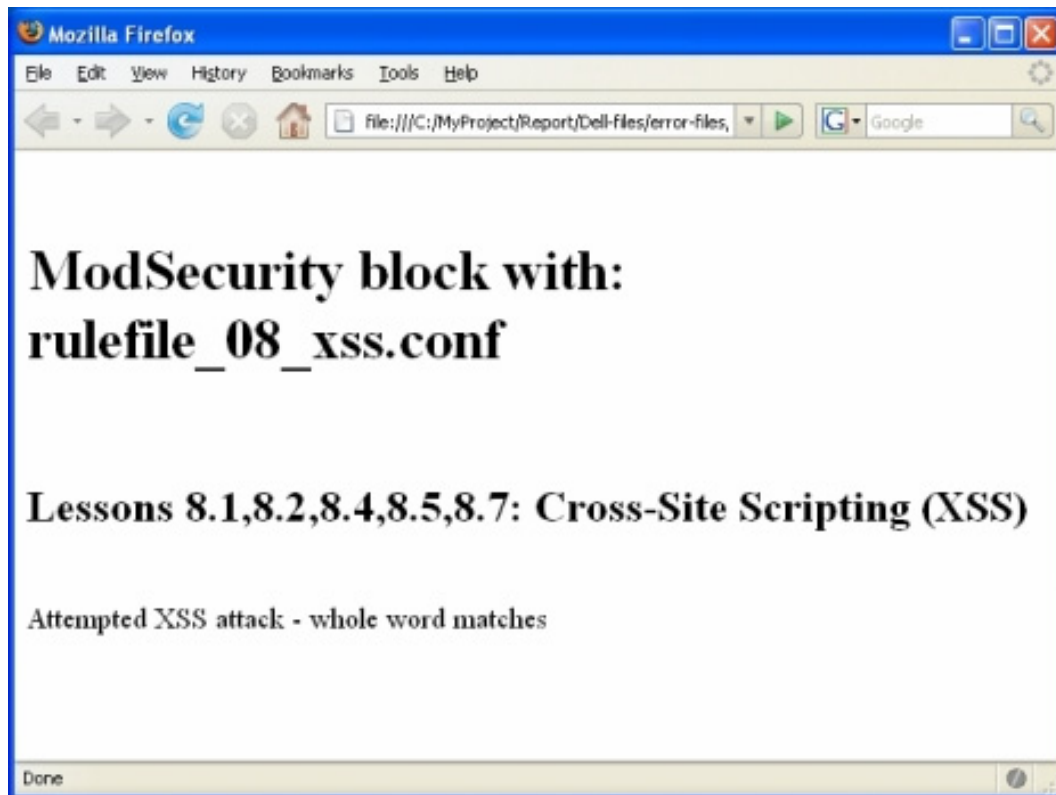 Mozilla Firefox
File Edit View History Bookmarks Tools Help
file:///C:/MyProject/Report/Dell-files/error-files, G Google
ModSecurity block with:
rulefile_08_xss.conf
Lessons 8.1,8.2,8.4,8.5,8.7: Cross-Site Scripting (XSS)
Attempted XSS attack - whole word matches
Done